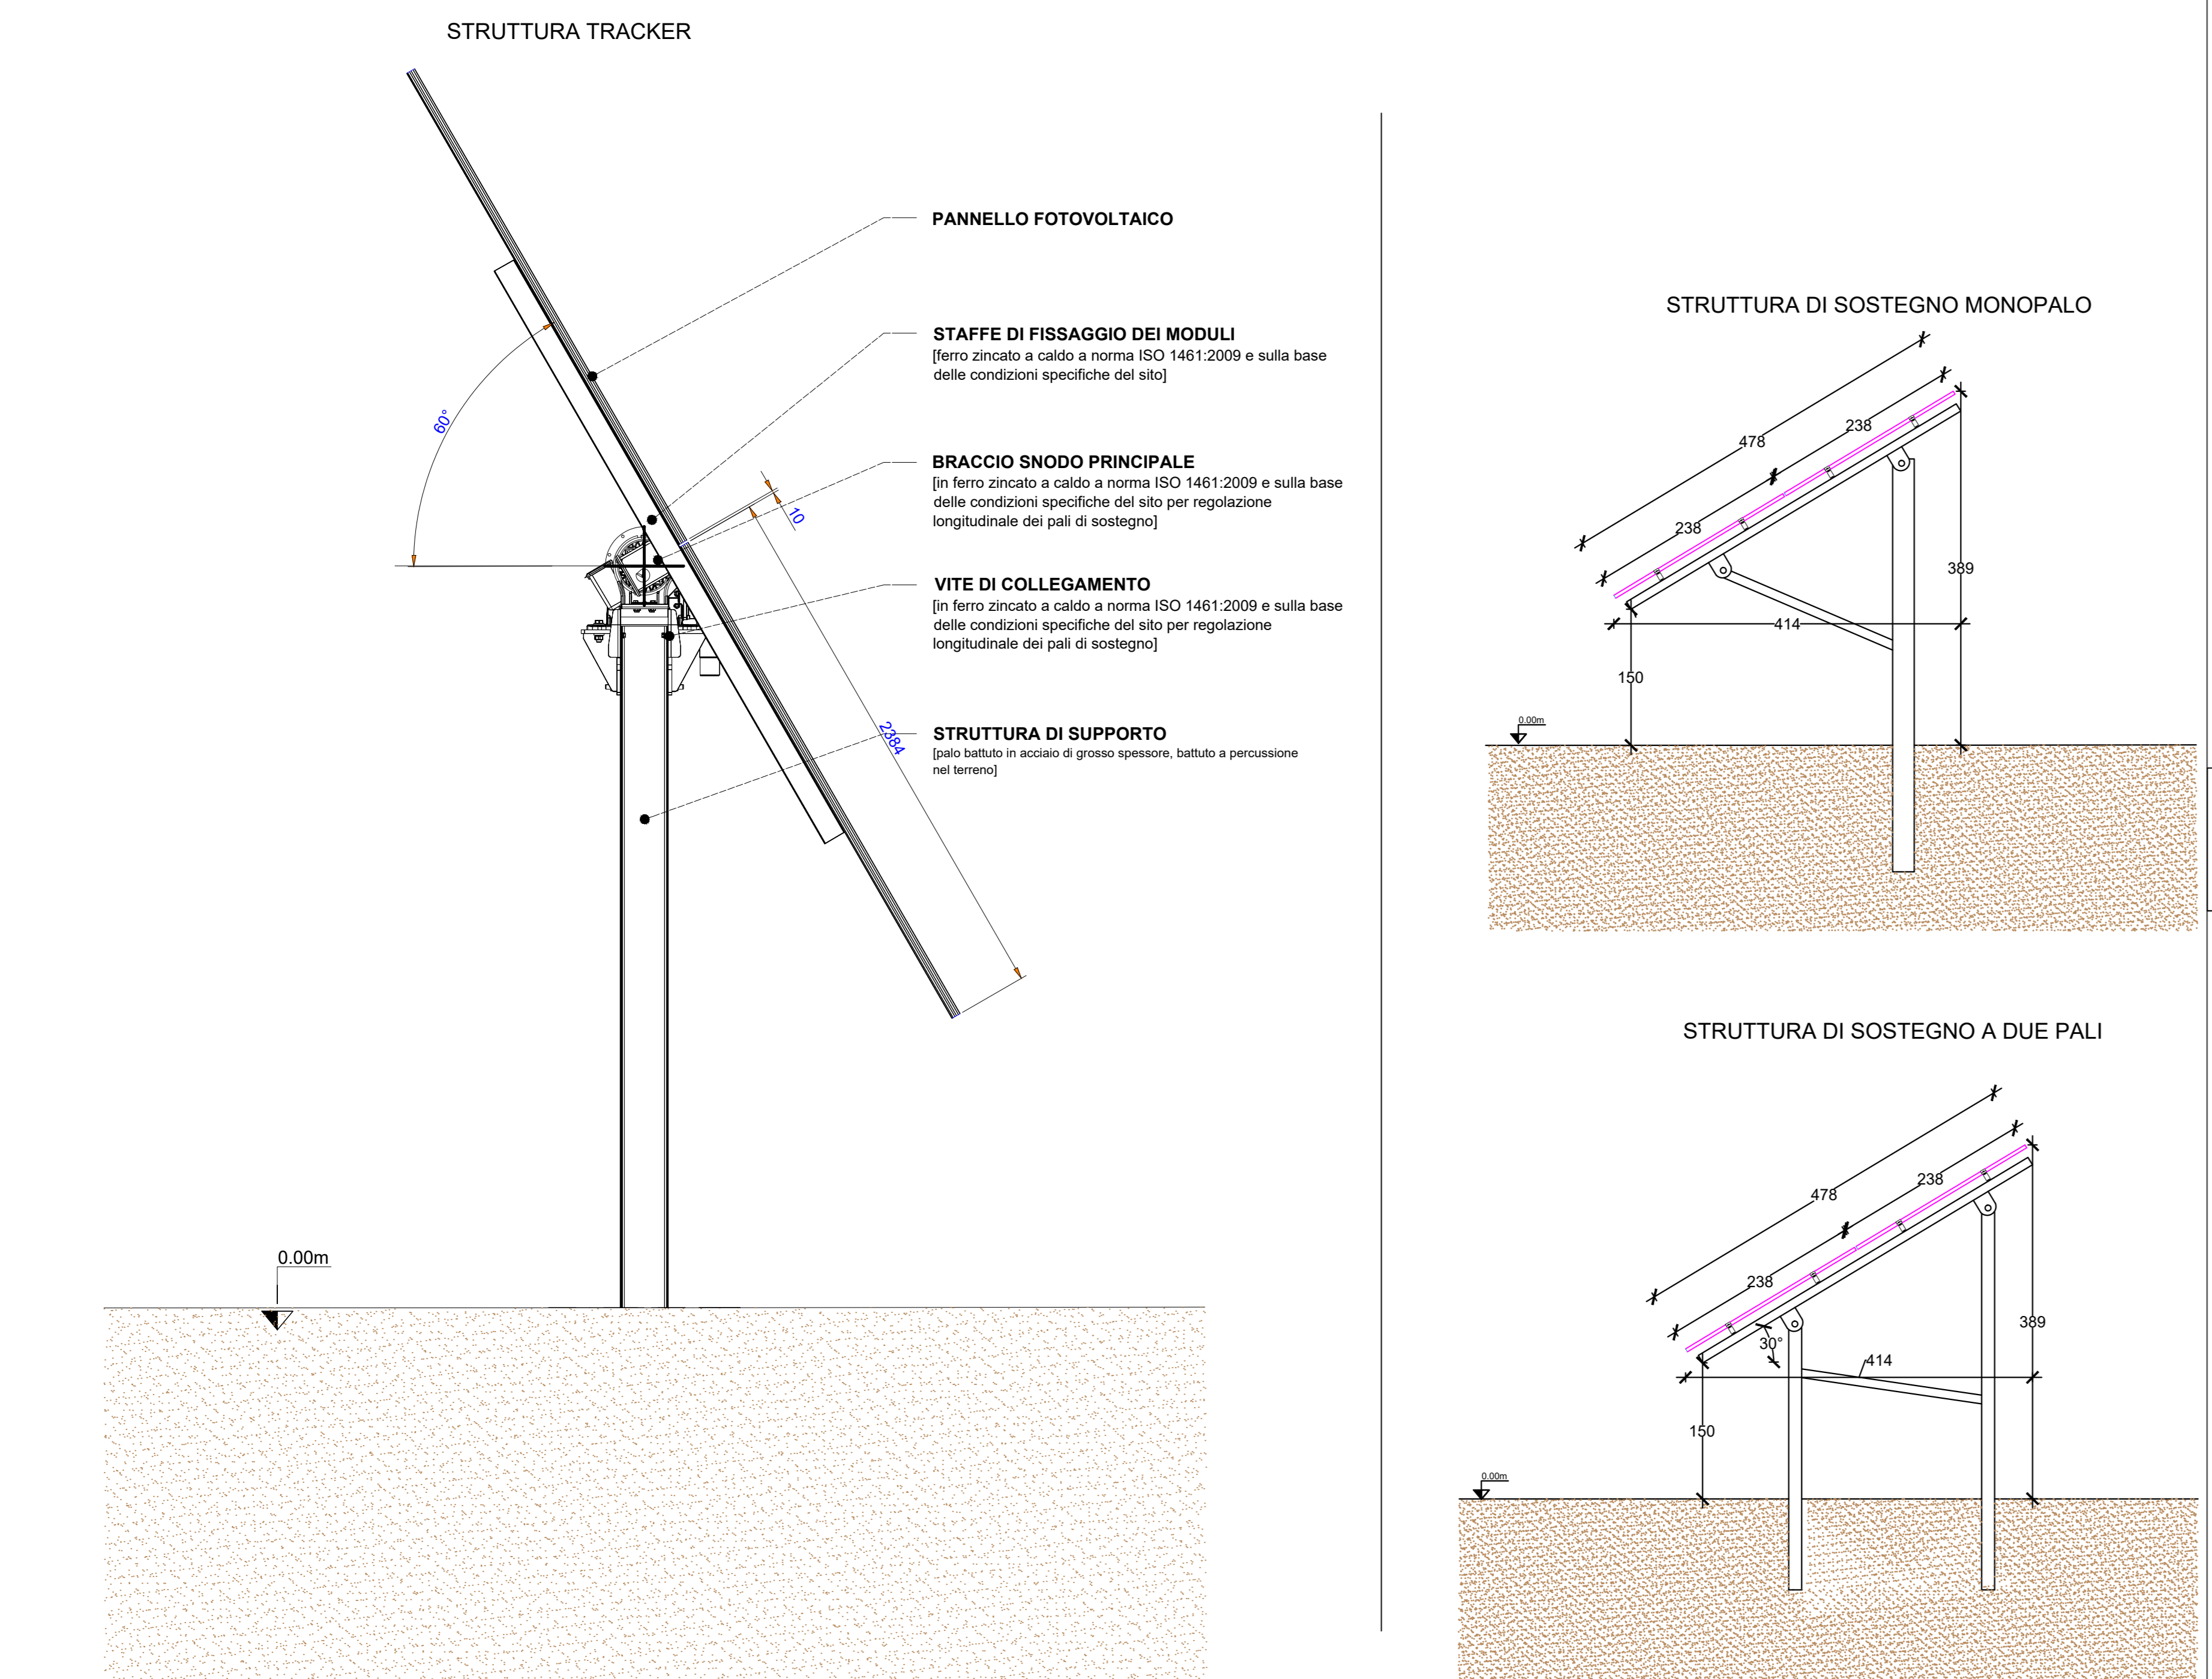 STRUTTURA TRACKER
PANNELLO FOTOVOLTAICO
STAFFE DI FISSAGGIO DEI MODULI
[ferro zincato a caldo a norma ISO 1461:2009 e sulla base
delle condizioni specifiche del sito]
60°
BRACCIO SNODO PRINCIPALE
[in ferro zincato a caldo a norma ISO 1461:2009 e sulla base
delle condizioni specifiche del sito per regolazione
longitudinale dei pali di sostegno]
10
VITE DI COLLEGAMENTO
[in ferro zincato a caldo a norma ISO 1461:2009 e sulla base
delle condizioni specifiche del sito per regolazione
longitudinale dei pali di sostegno]
2384
STRUTTURA DI SUPPORTO
[palo battuto in acciaio di grosso spessore, battuto a percussione
nel terreno]
0.00m
STRUTTURA DI SOSTEGNO MONOPALO
478
238
238
389
414
150
0.00m
STRUTTURA DI SOSTEGNO A DUE PALI
478
238
238
389
30°
414
150
0.00m